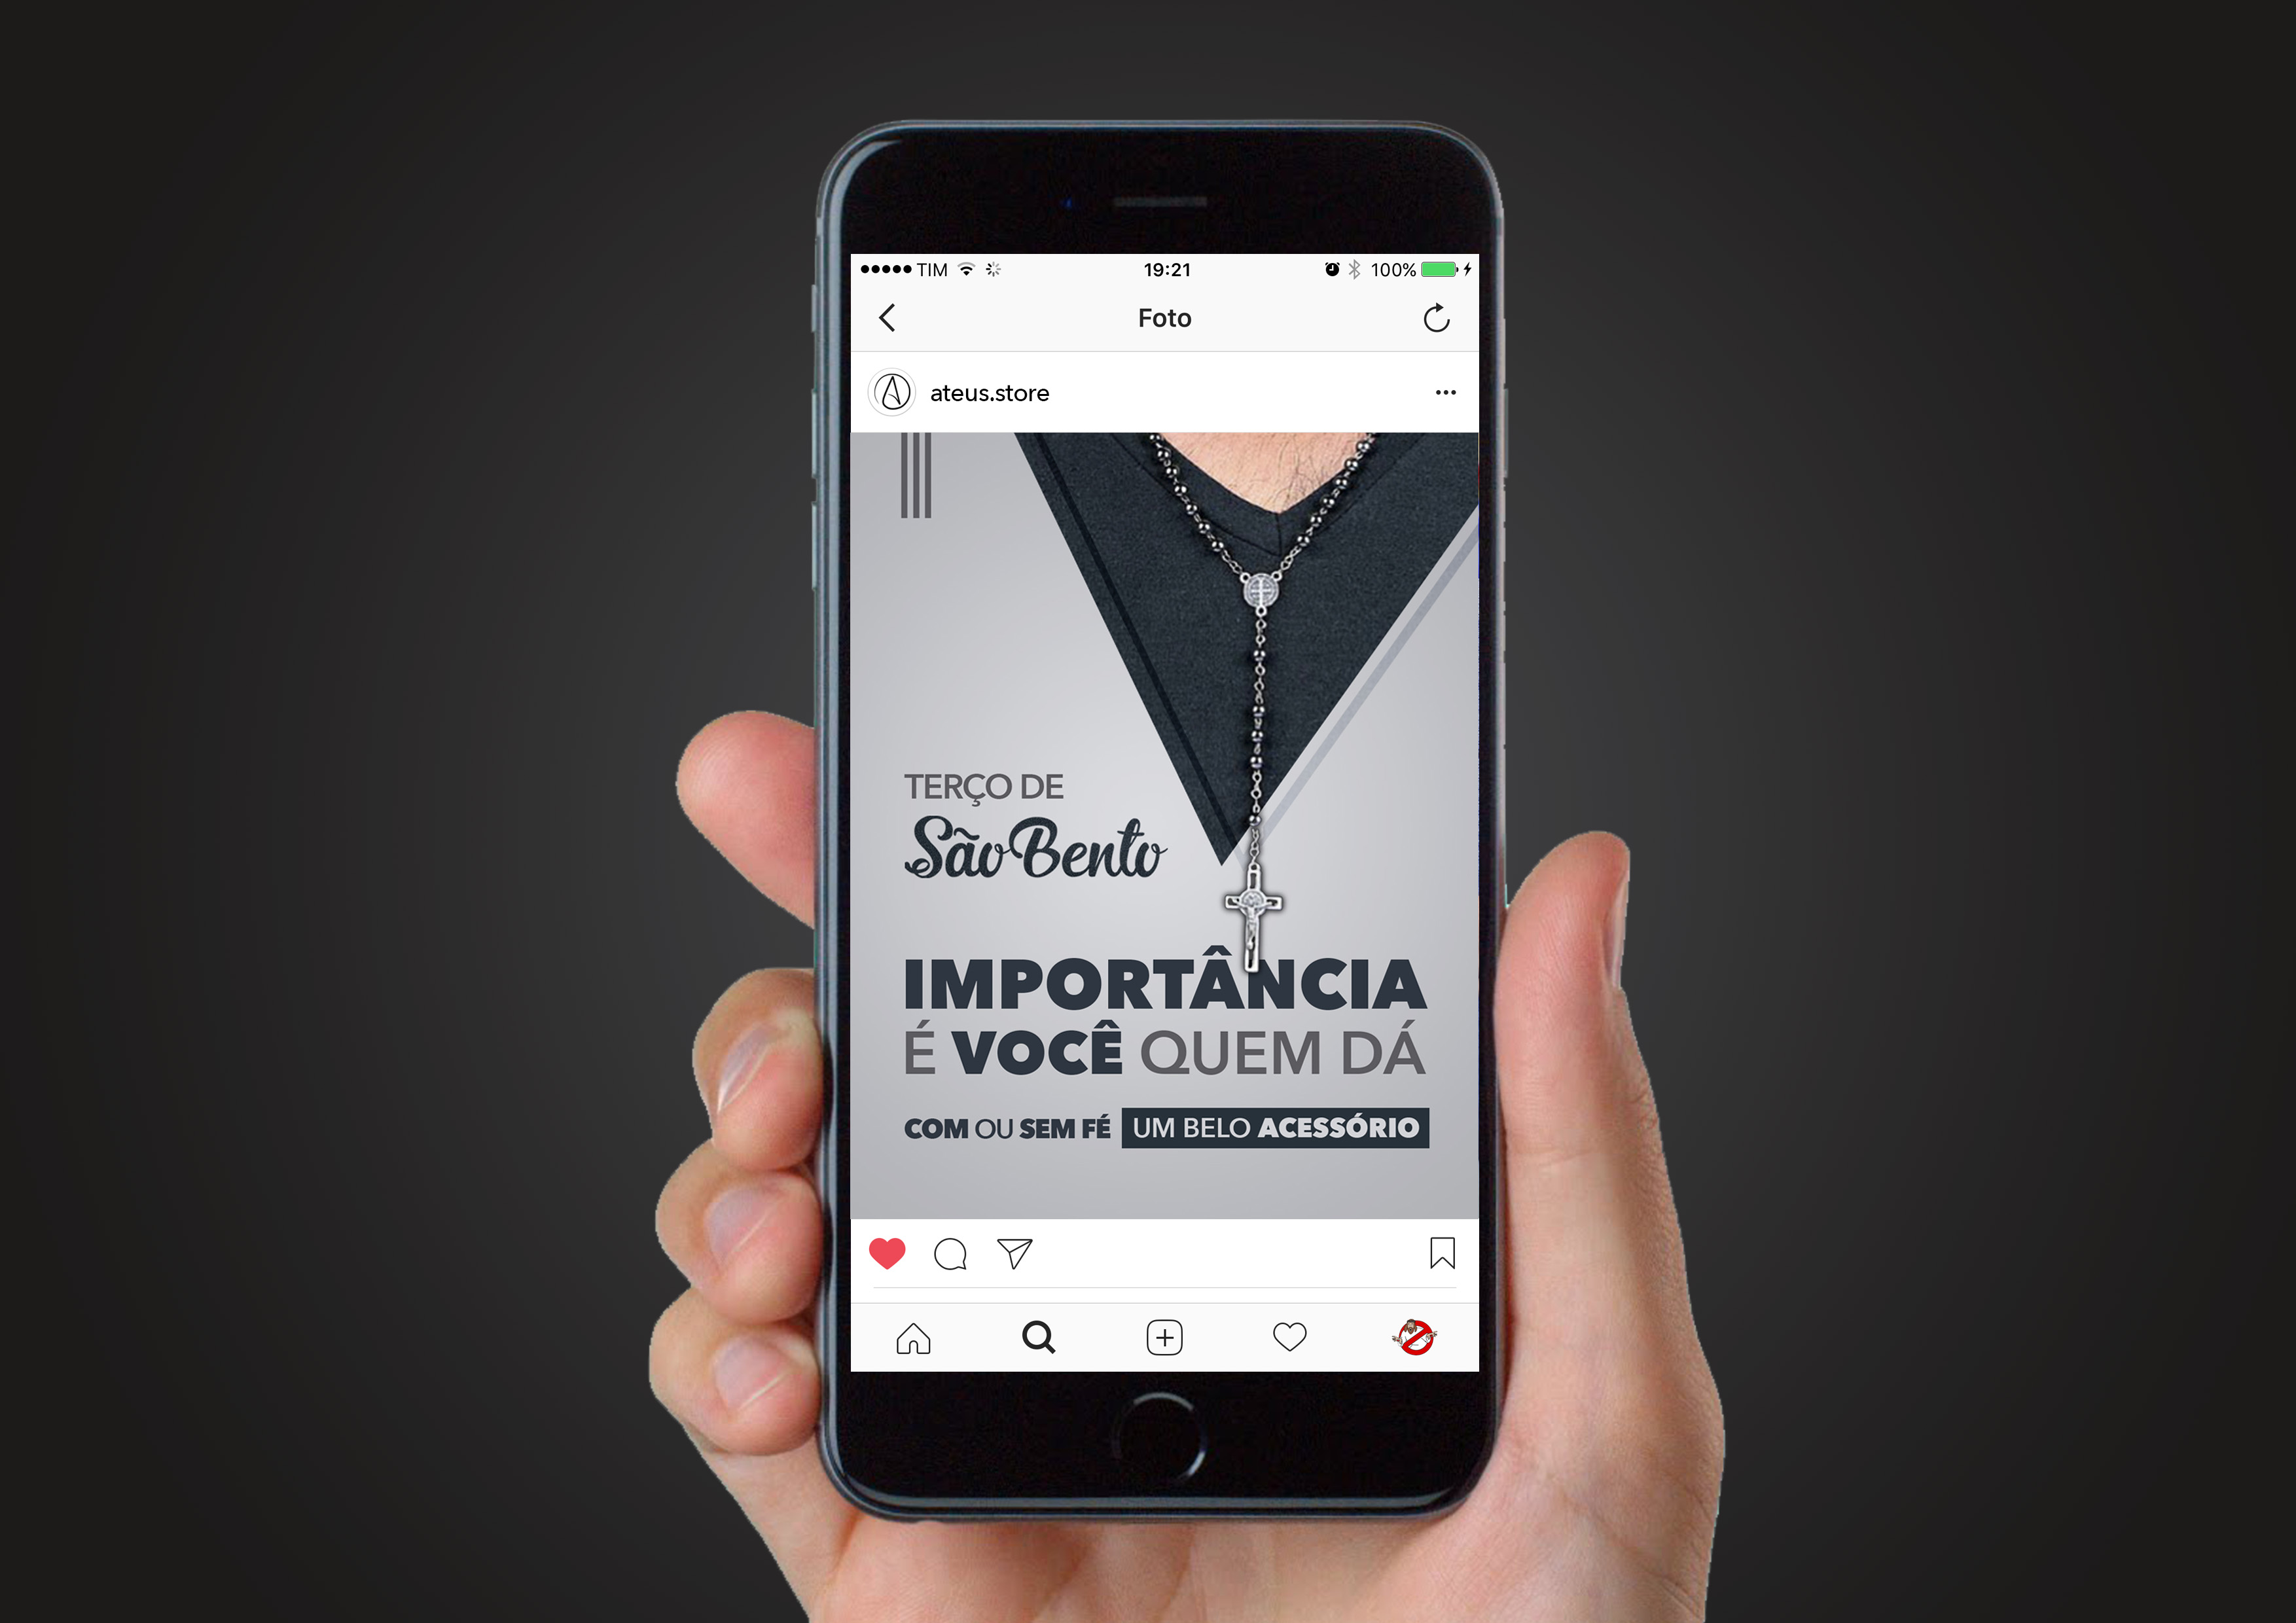 TIM 19:21 100%
Foto
ateus.store
TERÇO DE
São Bento
IMPORTÂNCIA
É VOCÊ QUEM DÁ
COM OU SEM FÉ UM BELO ACESSÓRIO